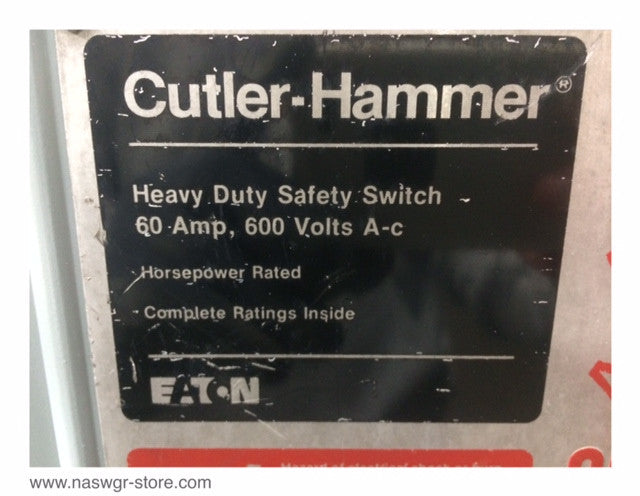 Cutler-Hammer®
Heavy Duty Safety Switch
60 Amp, 600 Volts A-c
Horsepower Rated
Complete Ratings Inside
EATON
www.naswgr-store.com